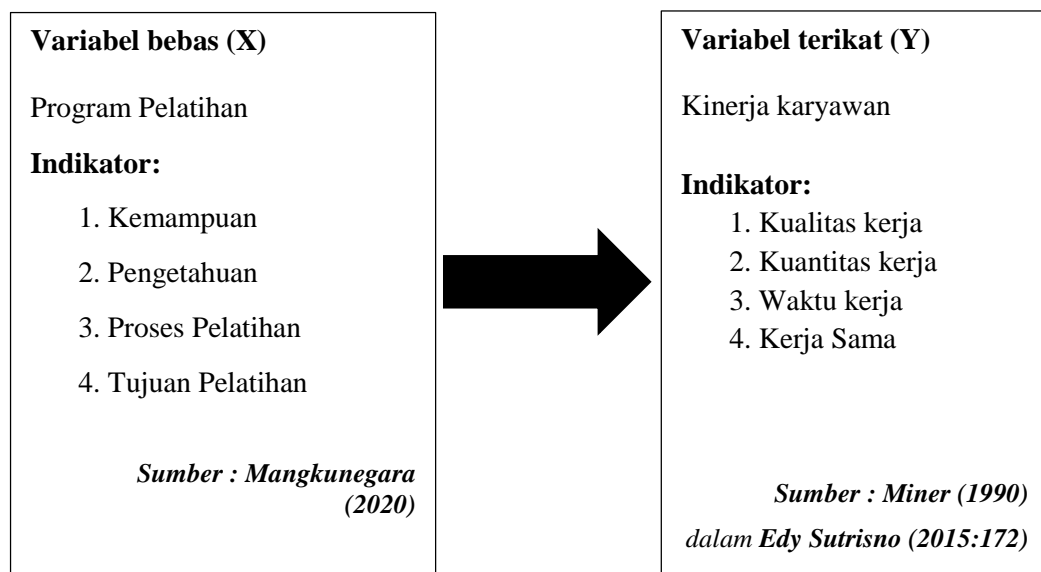 Variabel bebas (X)
Program Pelatihan
Indikator:
1. Kemampuan
2. Pengetahuan
3. Proses Pelatihan
4. Tujuan Pelatihan
Sumber : Mangkunegara
(2020)
Variabel terikat (Y)
Kinerja karyawan
Indikator:
1. Kualitas kerja
2. Kuantitas kerja
3. Waktu kerja
4. Kerja Sama
Sumber : Miner (1990)
dalam Edy Sutrisno (2015:172)